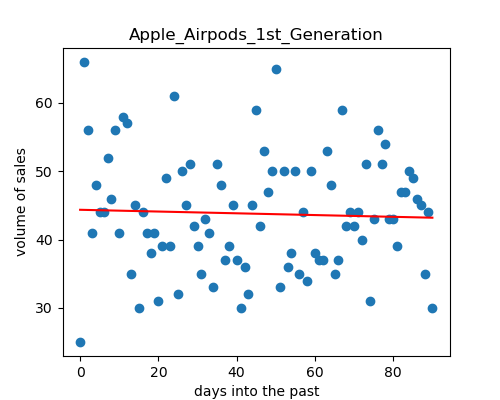 Apple_Airpods_1st_Generation
volume of sales
60
50
40
30
0 20 40 60 80
days into the past